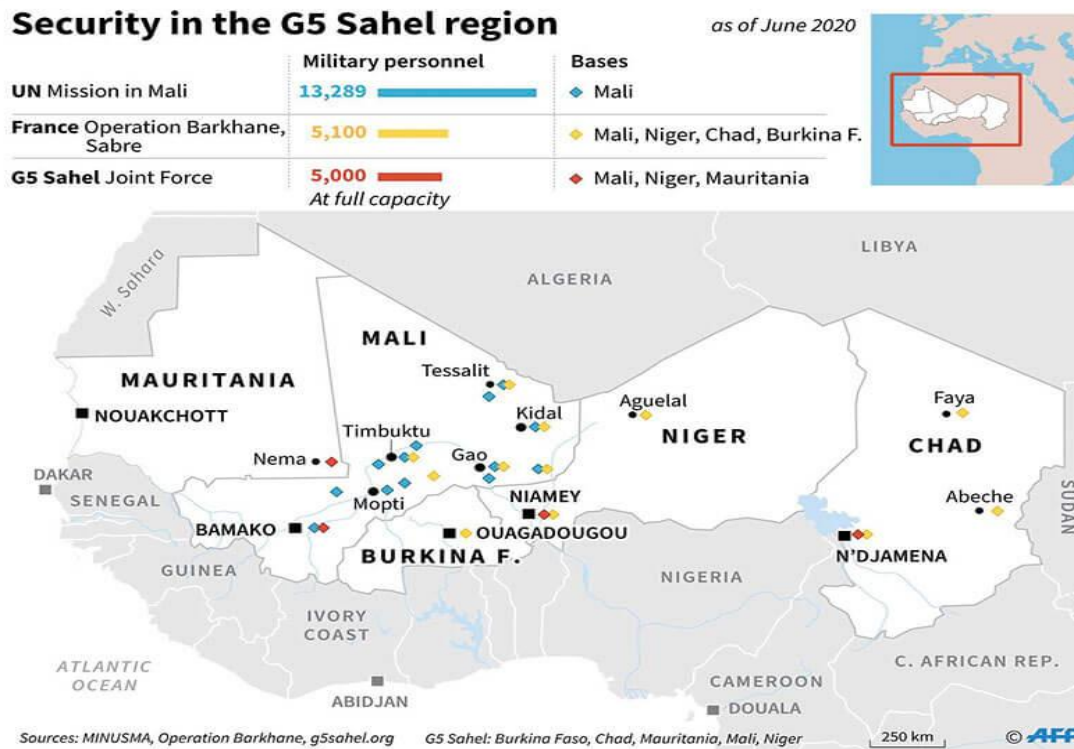 Security in the G5 Sahel region
as of June 2020
Military personnel
Bases
UN Mission in Mali
13,289
Mali
France Operation Barkhane,
Sabre
5,100
Mali, Niger, Chad, Burkina F.
G5 Sahel Joint Force
5,000
At full capacity
Mali, Niger, Mauritania
LIBYA
ALGERIA
W. Sahara
MALI
MAURITANIA
Tessalit
NOUAKCHOTT
Aguelal
Faya
Kidal
NIGER
CHAD
Timbuktu
Nema
Gao
DAKAR
SENEGAL
Mopti
NIAMEY
Abeche
SUDAN
BAMAKO
OUAGADOUGOU
BURKINA F.
N'DJAMENA
GUINEA
NIGERIA
IVORY
COAST
ATLANTIC
OCEAN
C. AFRICAN REP.
CAMEROON
ABIDJAN
DOUALA
Sources: MINUSMA, Operation Barkhane, g5sahel.org
G5 Sahel: Burkina Faso, Chad, Mauritania, Mali, Niger
250 km
© AFP